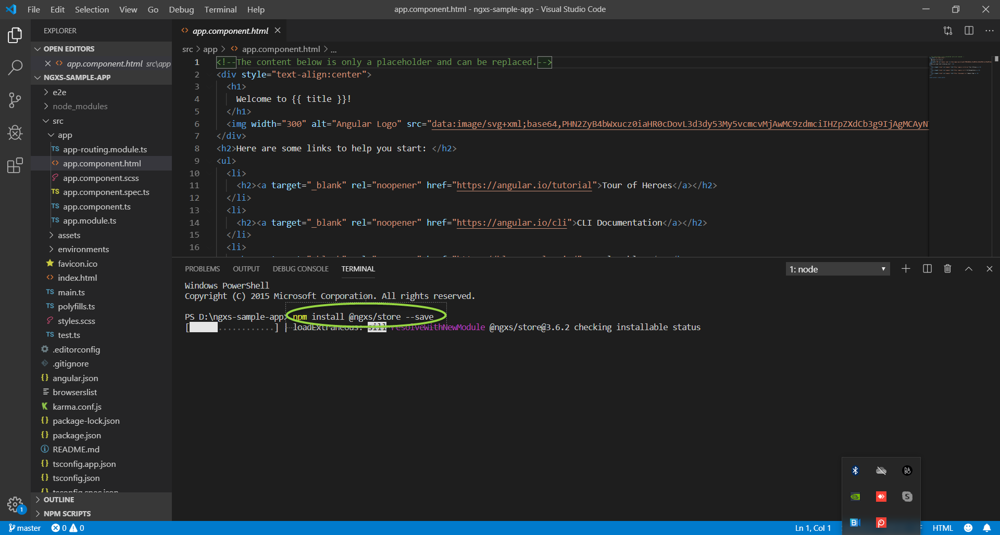 File Edit Selection View Go Debug Terminal Help
app.component.html - ngxs-sample-app - Visual Studio Code
EXPLORER
OPEN EDITORS
app.component.html src\app
NGXS-SAMPLE-APP
e2e
node_modules
src
app
TS app-routing.module.ts
app.component.html
app.component.scss
TS app.component.spec.ts
TS app.component.ts
TS app.module.ts
assets
environments
favicon.ico
index.html
TS main.ts
TS polyfills.ts
styles.scss
TS test.ts
.editorconfig
.gitignore
angular.json
browserslist
karma.conf.js
package-lock.json
package.json
README.md
tsconfig.app.json
tsconfig.json
tsconfig.spec.json
OUTLINE
NPM SCRIPTS
app.component.html
src > app > app.component.html > ...
1 <!--The content below is only a placeholder and can be replaced.-->
2 <div style="text-align:center">
3 <h1>
4 Welcome to {{ title }}!
5 </h1>
6 <img width="300" alt="Angular Logo" src="data:image/svg+xml;base64,PHN2ZyB4bWxucz0iaHR0cDovL3d3dy53My5vcmcvMjAwMC9zdmciIHZpZXdCb3g9IjAgMCAyN
7 </div>
8 <h2>Here are some links to help you start: </h2>
9 <ul>
10 <li>
11 <h2><a target="_blank" rel="noopener" href="https://angular.io/tutorial">Tour of Heroes</a></h2>
12 </li>
13 <li>
14 <h2><a target="_blank" rel="noopener" href="https://angular.io/cli">CLI Documentation</a></h2>
15 </li>
16 <li>
PROBLEMS OUTPUT DEBUG CONSOLE TERMINAL
1: node
Windows PowerShell
Copyright (C) 2015 Microsoft Corporation. All rights reserved.
PS D:\ngxs-sample-app> npm install @ngxs/store --save
[      ............] | loadExtraneous: sill resolveWithNewModule @ngxs/store@3.6.2 checking installable status
1
master 0 0
Ln 1, Col 1
HTML